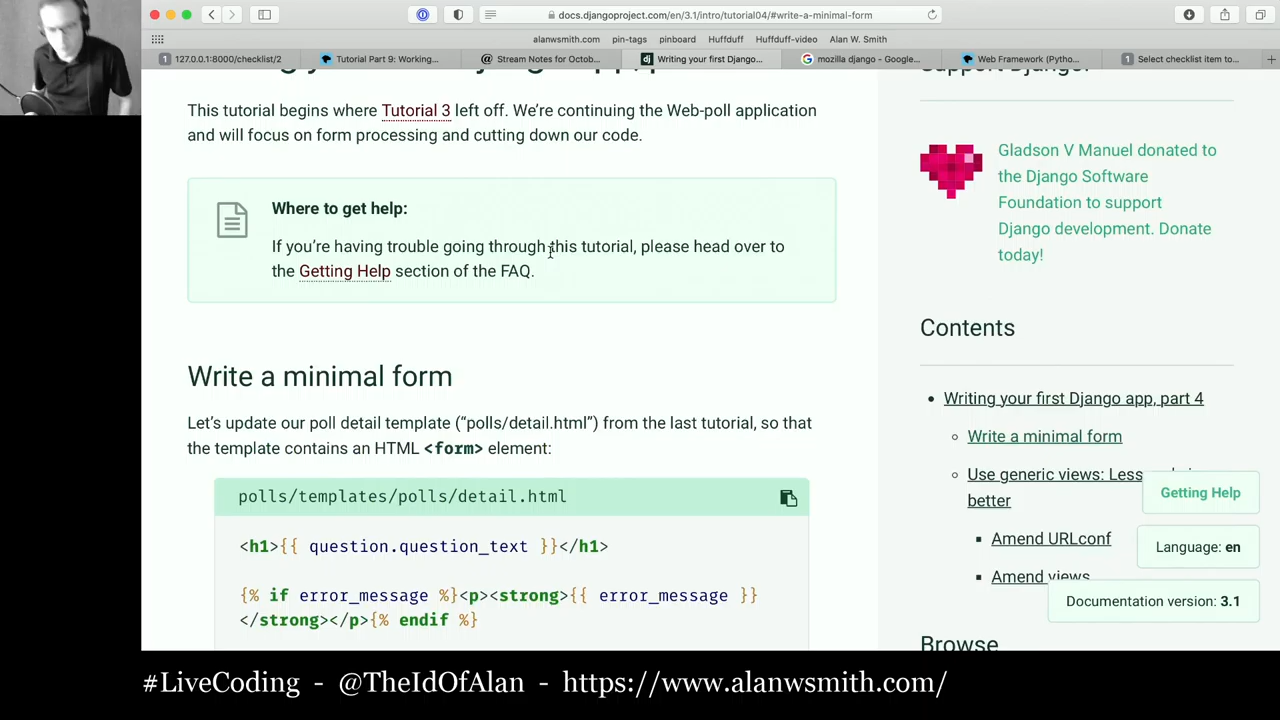 docs.djangoproject.com/en/3.1/intro/tutorial04/#write-a-minimal-form
alanwsmith.com pin-tags pinboard Huffduff Huffduff-video Alan W. Smith
1 127.0.0.1:8000/checklist/2 Tutorial Part 9: Working... Stream Notes for Octob... dj Writing your first Django... mozilla django - Google... Web Framework (Pytho... 1 Select checklist item to...
This tutorial begins where Tutorial 3 left off. We're continuing the Web-poll application
and will focus on form processing and cutting down our code.
Where to get help:
If you're having trouble going through this tutorial, please head over to
the Getting Help section of the FAQ.
Write a minimal form
Let's update our poll detail template ("polls/detail.html") from the last tutorial, so that
the template contains an HTML <form> element:
polls/templates/polls/detail.html
<h1>{{ question.question_text }}</h1>
{% if error_message %}<p><strong>{{ error_message }}
</strong></p>{% endif %}
Support Django!
Gladson V Manuel donated to
the Django Software
Foundation to support
Django development. Donate
today!
Contents
Writing your first Django app, part 4
Write a minimal form
Use generic views: Less
better
Amend URLconf
Amend views
Getting Help
Language: en
Documentation version: 3.1
Browse
#LiveCoding - @TheIdOfAlan - https://www.alanwsmith.com/